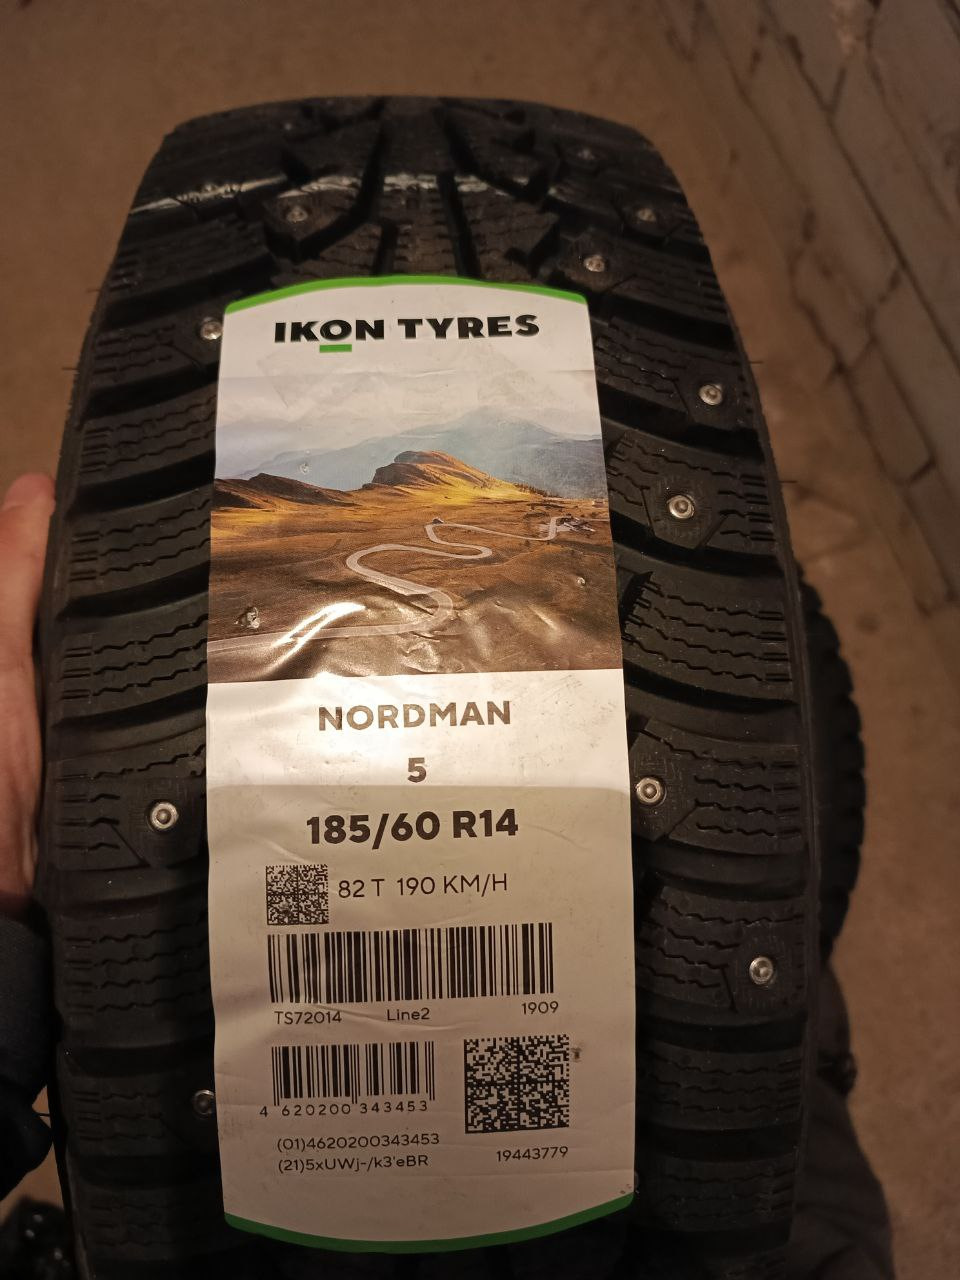 IKON TYRES
NORDMAN
5
185/60 R14
82 T 190 KM/H
TS72014 Line2 1909
4 620200 343453
(01)4620200343453
(21)5xUWj-/k3'eBR 19443779